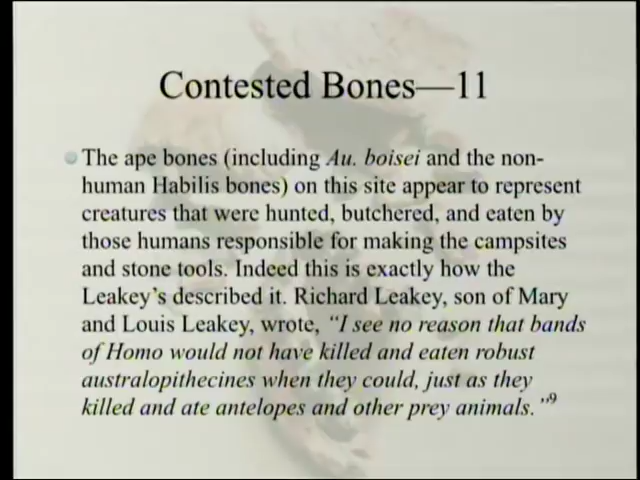 Contested Bones—11
The ape bones (including Au. boisei and the non-
human Habilis bones) on this site appear to represent
creatures that were hunted, butchered, and eaten by
those humans responsible for making the campsites
and stone tools. Indeed this is exactly how the
Leakey’s described it. Richard Leakey, son of Mary
and Louis Leakey, wrote, “I see no reason that bands
of Homo would not have killed and eaten robust
australopithecines when they could, just as they
killed and ate antelopes and other prey animals.”9